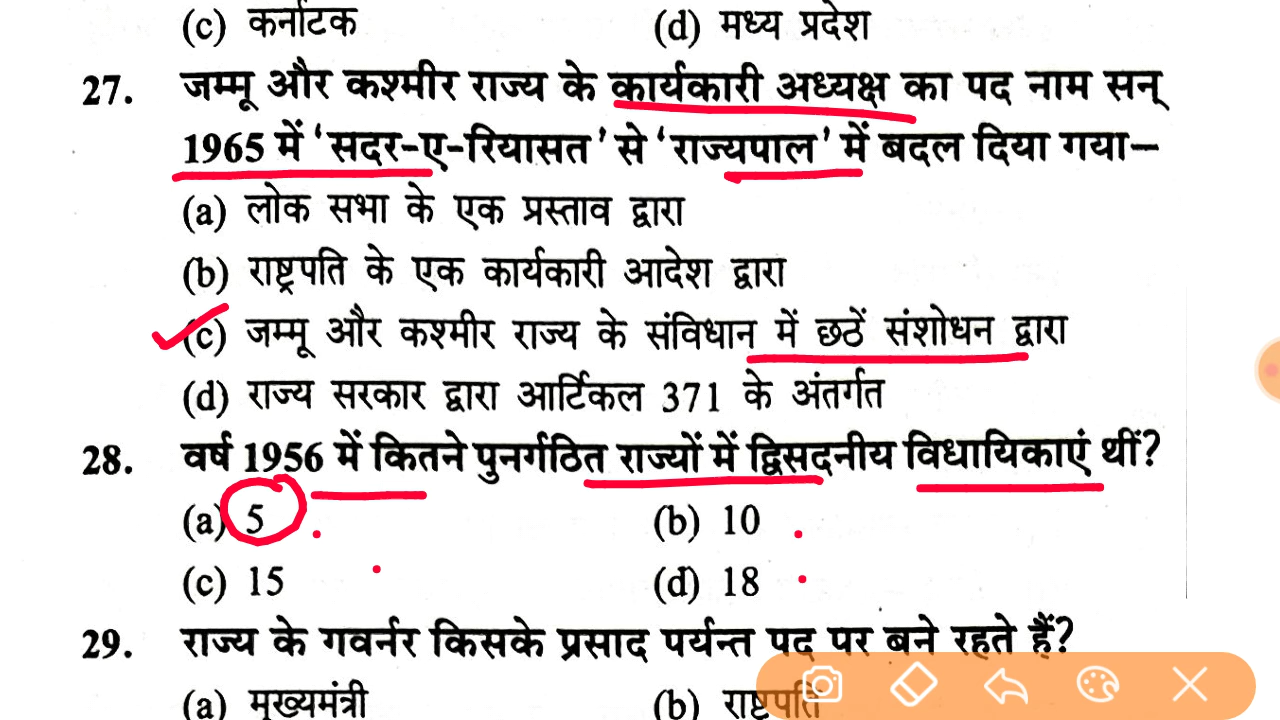 (c) कर्नाटक (d) मध्य प्रदेश
27. जम्मू और कश्मीर राज्य के कार्यकारी अध्यक्ष का पद नाम सन्
1965 में ‘सदर-ए-रियासत’ से ‘राज्यपाल’ में बदल दिया गया–
(a) लोक सभा के एक प्रस्ताव द्वारा
(b) राष्ट्रपति के एक कार्यकारी आदेश द्वारा
(c) जम्मू और कश्मीर राज्य के संविधान में छठें संशोधन द्वारा
(d) राज्य सरकार द्वारा आर्टिकल 371 के अंतर्गत
28. वर्ष 1956 में कितने पुनर्गठित राज्यों में द्विसदनीय विधायिकाएं थीं?
(a) 5 (b) 10
(c) 15 (d) 18
29. राज्य के गवर्नर किसके प्रसाद पर्यन्त पद पर बने रहते हैं?
(a) मुख्यमंत्री (b) राष्ट्रपति